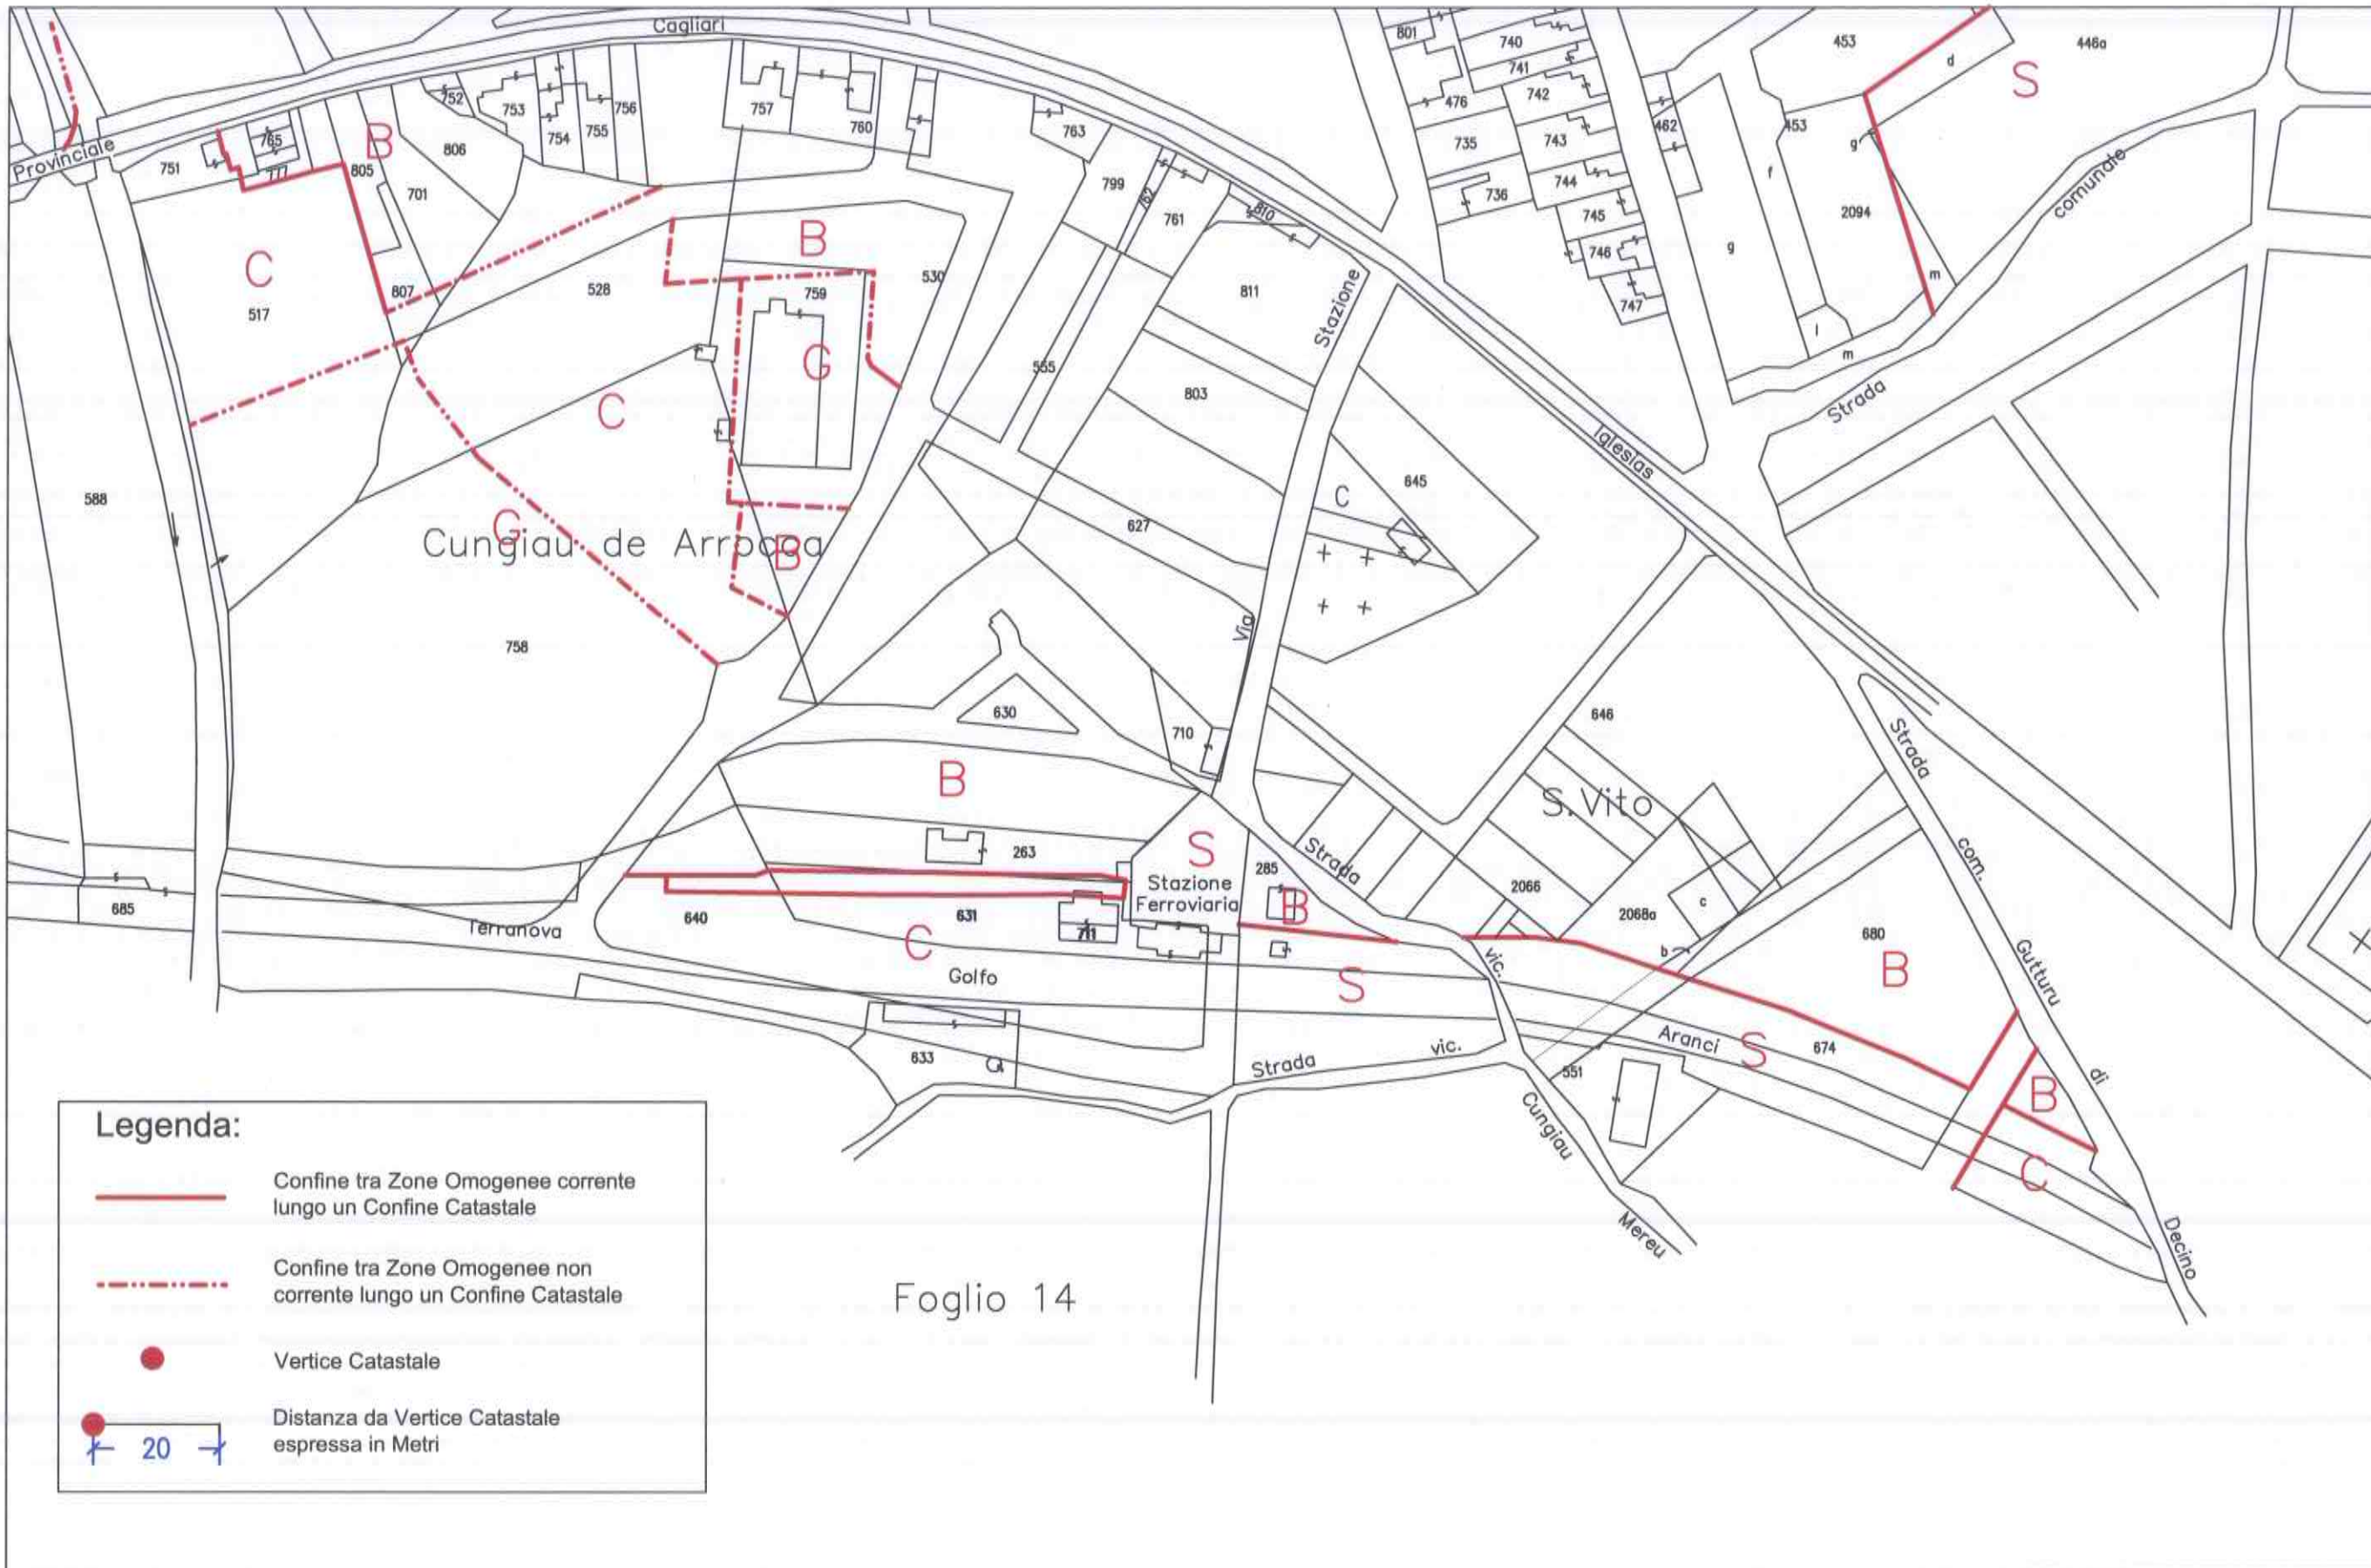 Cagliari
Provinciale
801
740
741
742
743
744
745
746
747
476
735
736
462
453
d
446a
S
453
g'
f
g
2094
m
l
m
comunale
Strada
752
753
754
755
756
757
760
763
765
777
751
805
B
806
701
799
762
761
810
811
C
517
807
528
B
759
530
G
C
555
803
Stazione
Iglesias
645
C
588
G
Cungiau de Arrocca
B
627
758
Via
630
710
646
S.Vito
B
S
263
285
Strada
B
Stazione
Ferroviaria
2066
2068a
c
b
680
B
685
Terranova
640
631
711
C
Golfo
S
vic.
Strada
com.
Gutturu
di
Decino
633
Strada
vic.
Aranci
S
674
551
B
C
Cungiau
Mereu
Foglio 14
Legenda:
Confine tra Zone Omogenee corrente
lungo un Confine Catastale
Confine tra Zone Omogenee non
corrente lungo un Confine Catastale
Vertice Catastale
Distanza da Vertice Catastale
espressa in Metri
20